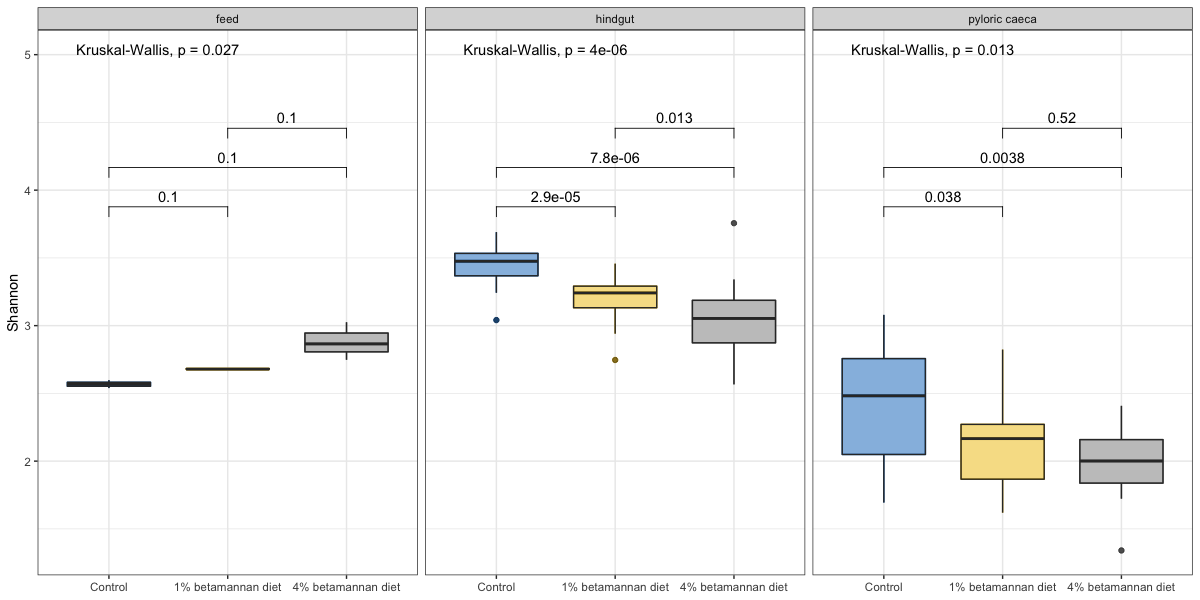 feed hindgut pyloric caeca
Kruskal-Wallis, p = 0.027 Kruskal-Wallis, p = 4e-06 Kruskal-Wallis, p = 0.013
5
0.1 0.013 0.52
0.1 7.8e-06 0.0038
4
0.1 2.9e-05 0.038
Shannon
3
2
Control 1% betamannan diet 4% betamannan diet Control 1% betamannan diet 4% betamannan diet Control 1% betamannan diet 4% betamannan diet